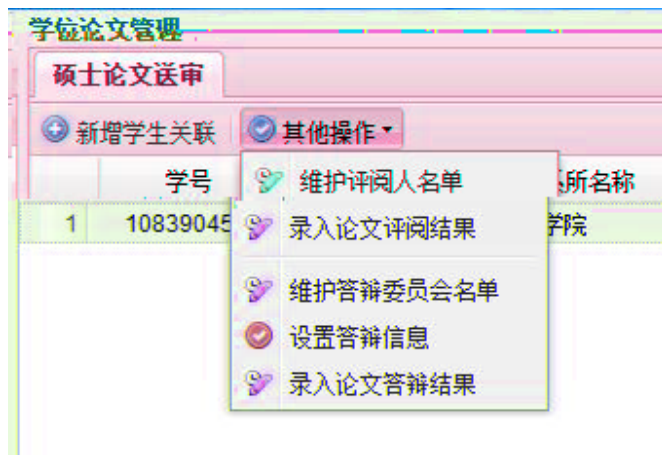 学位论文管理
硕士论文送审
新增学生关联 其他操作
学号 所名称
1 10839045 学院
维护评阅人名单
录入论文评阅结果
维护答辩委员会名单
设置答辩信息
录入论文答辩结果